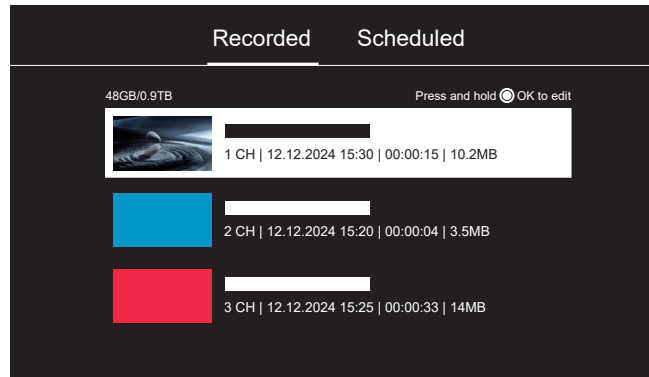 Recorded Scheduled
48GB/0.9TB Press and hold OK to edit
1 CH | 12.12.2024 15:30 | 00:00:15 | 10.2MB
2 CH | 12.12.2024 15:20 | 00:00:04 | 3.5MB
3 CH | 12.12.2024 15:25 | 00:00:33 | 14MB